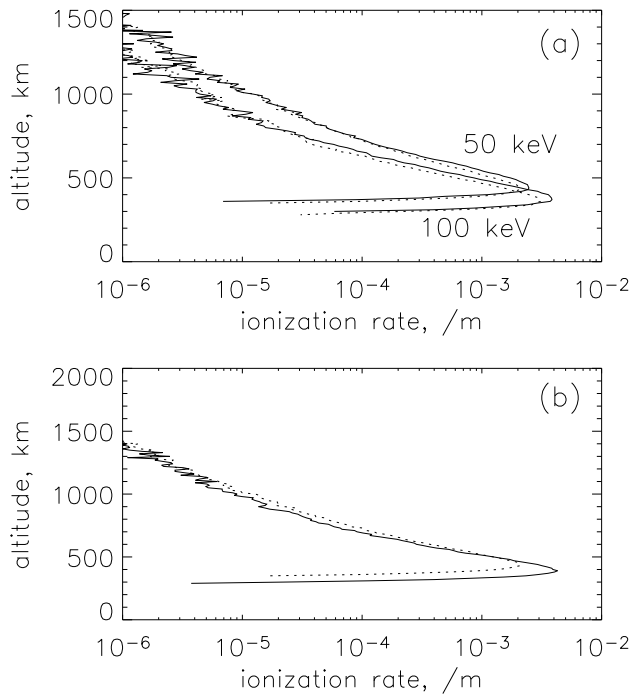 (a)
1500
1000
500
0
altitude, km
50 keV
100 keV
10-6 10-5 10-4 10-3 10-2
ionization rate, /m
(b)
2000
1500
1000
500
0
altitude, km
10-6 10-5 10-4 10-3 10-2
ionization rate, /m